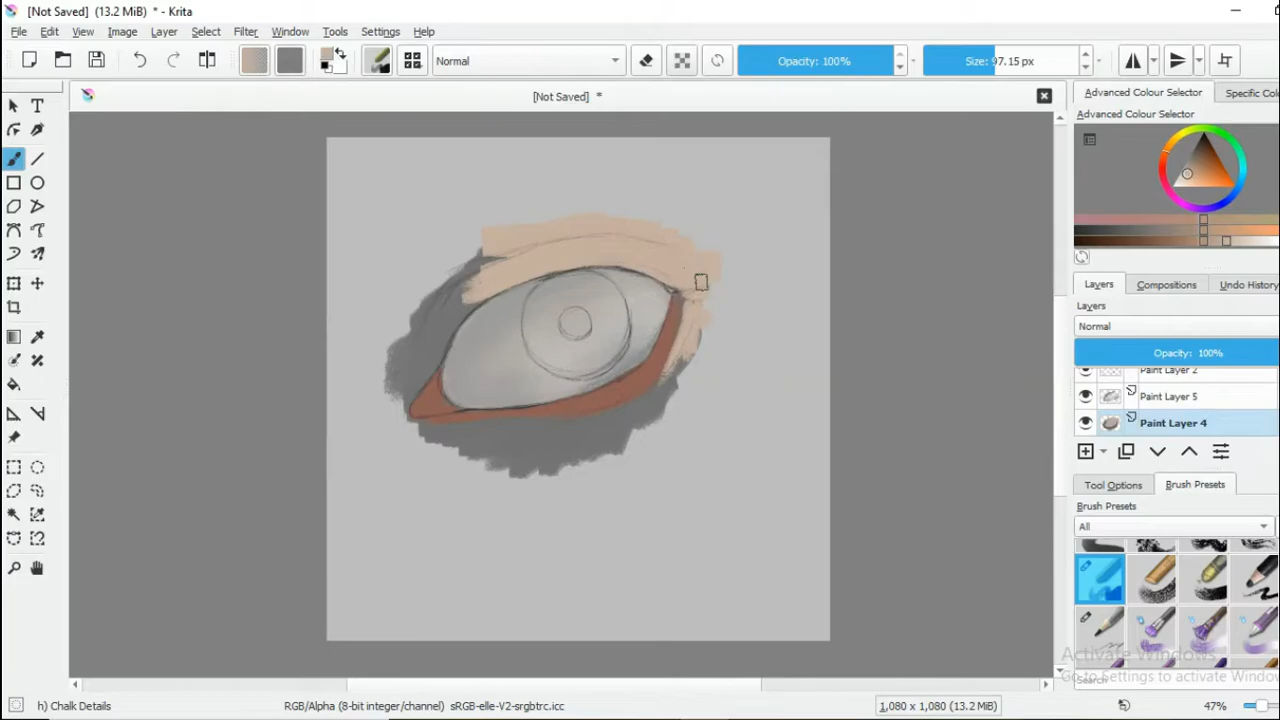 [Not Saved] (13.2 MiB) * - Krita
File Edit View Image Layer Select Filter Tools Settings Window Help
Normal
Opacity: 100%
Size: 97.15 px
[Not Saved] *
Advanced Colour Selector
Specific Colo
Advanced Colour Selector
Layers
Compositions
Undo History
Layers
Normal
Opacity: 100%
Paint Layer 2
Paint Layer 5
Paint Layer 4
Tool Options
Brush Presets
Brush Presets
All
Activate Windows
Go to Settings to activate Window
Search
h) Chalk Details
RGB/Alpha (8-bit integer/channel) sRGB-elle-V2-srgbtrc.icc
1,080 x 1,080 (13.2 MiB)
47%